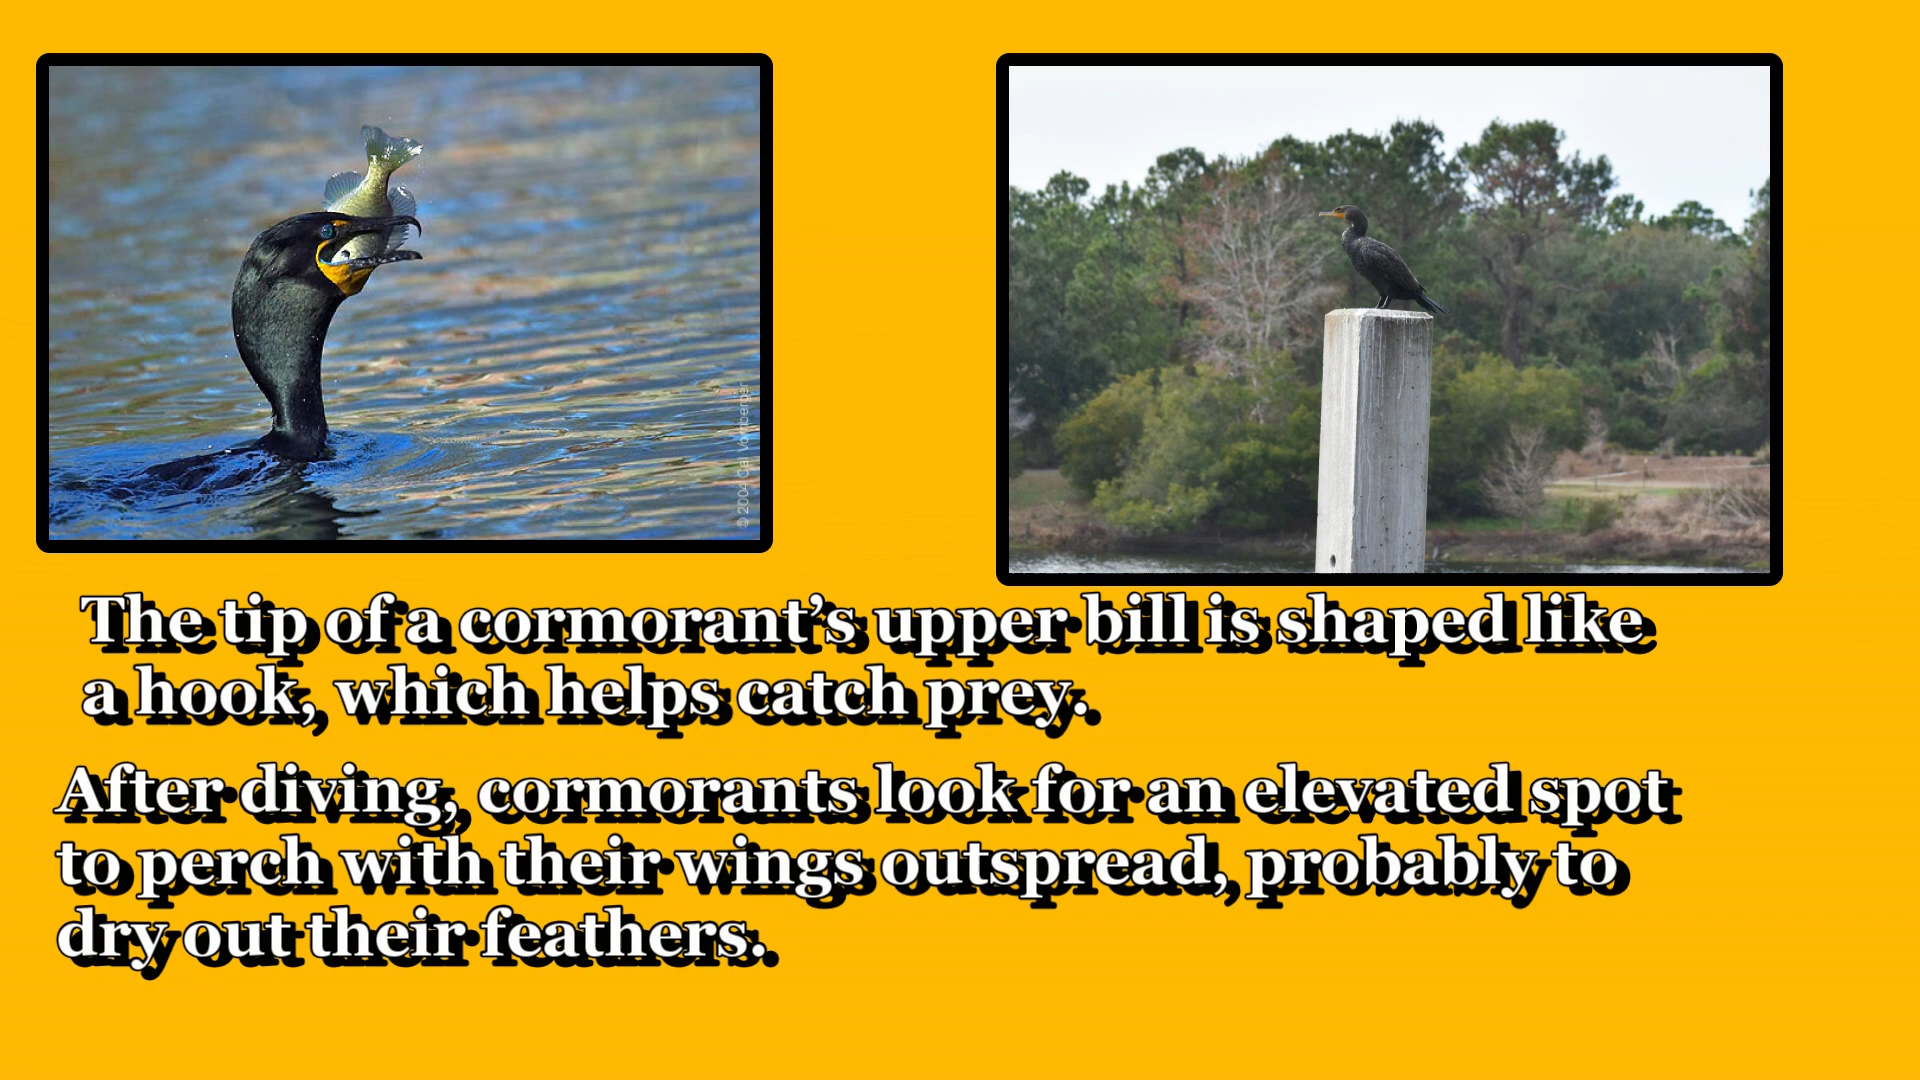 The tip of a cormorant’s upper bill is shaped like
a hook, which helps catch prey.
After diving, cormorants look for an elevated spot
to perch with their wings outspread, probably to
dry out their feathers.
© 2004